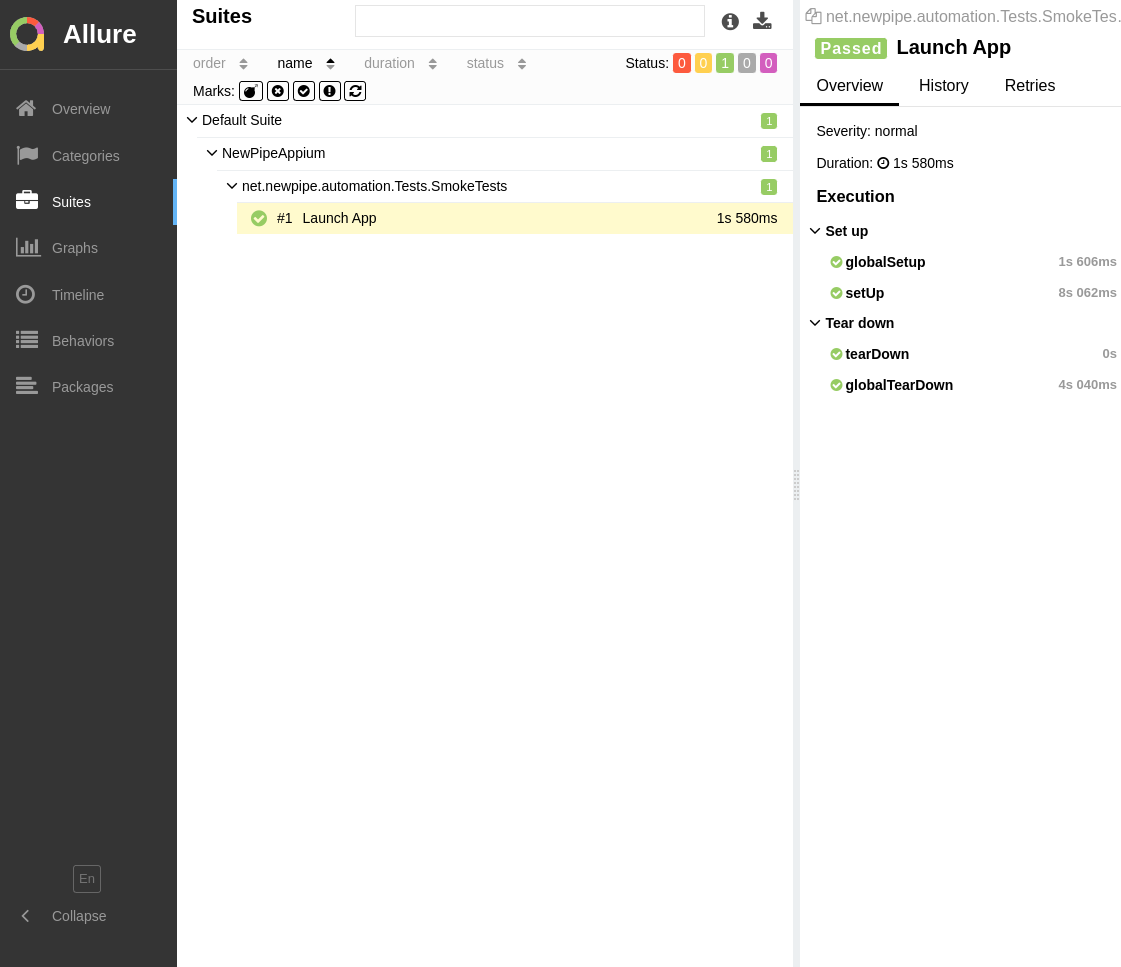 Allure
Overview
Categories
Suites
Graphs
Timeline
Behaviors
Packages
En
Collapse
Suites
order name duration status Status: 0 0 1 0 0
Marks:
Default Suite 1
NewPipeAppium 1
net.newpipe.automation.Tests.SmokeTests 1
#1 Launch App 1s 580ms
net.newpipe.automation.Tests.SmokeTes.
Passed Launch App
Overview History Retries
Severity: normal
Duration: 1s 580ms
Execution
Set up
globalSetup 1s 606ms
setUp 8s 062ms
Tear down
tearDown 0s
globalTearDown 4s 040ms